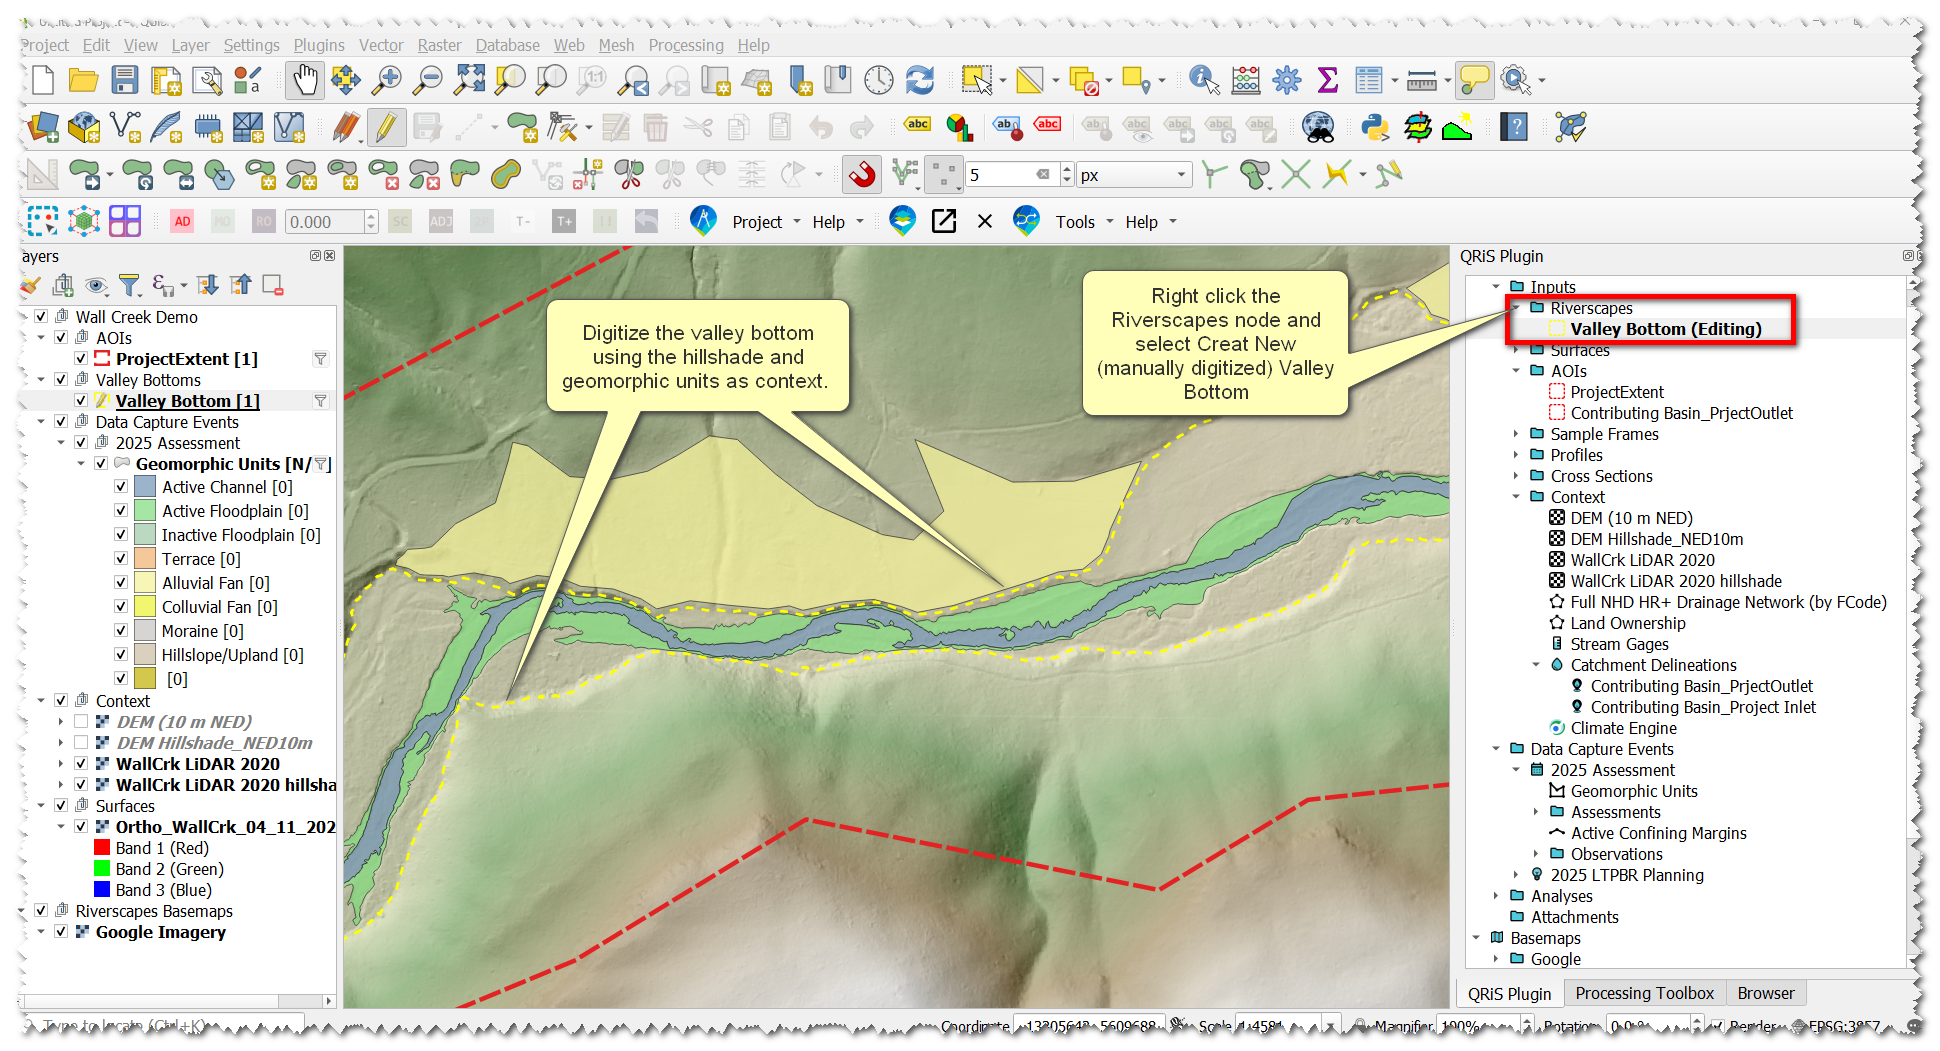 Project Edit View Layer Settings Plugins Vector Raster Database Web Mesh Processing Help
1:1
abc abc ab abc
5 px
AD MO RO 0.000 SC ADJ T- T+ Project Help Tools Help
ayers
Wall Creek Demo
AOIs
ProjectExtent [1]
Valley Bottoms
Valley Bottom [1]
Data Capture Events
2025 Assessment
Geomorphic Units [N/
Active Channel [0]
Active Floodplain [0]
Inactive Floodplain [0]
Terrace [0]
Alluvial Fan [0]
Colluvial Fan [0]
Moraine [0]
Hillslope/Upland [0]
[0]
Context
DEM (10 m NED)
DEM Hillshade_NED10m
WallCrk LiDAR 2020
WallCrk LiDAR 2020 hillsha
Surfaces
Ortho_WallCrk_04_11_202
Band 1 (Red)
Band 2 (Green)
Band 3 (Blue)
Riverscapes Basemaps
Google Imagery
Digitize the valley bottom
using the hillshade and
geomorphic units as context.
Right click the
Riverscapes node and
select Creat New
(manually digitized) Valley
Bottom
QRiS Plugin
Inputs
Riverscapes
Valley Bottom (Editing)
Surfaces
AOIs
ProjectExtent
Contributing Basin_PrjectOutlet
Sample Frames
Profiles
Cross Sections
Context
DEM (10 m NED)
DEM Hillshade_NED10m
WallCrk LiDAR 2020
WallCrk LiDAR 2020 hillshade
Full NHD HR+ Drainage Network (by FCode)
Land Ownership
Stream Gages
Catchment Delineations
Contributing Basin_PrjectOutlet
Contributing Basin_Project Inlet
Climate Engine
Data Capture Events
2025 Assessment
Geomorphic Units
Assessments
Active Confining Margins
Observations
2025 LTPBR Planning
Analyses
Attachments
Basemaps
Google
QRiS Plugin Processing Toolbox Browser
Type to locate (Ctrl+K) Coordinate Scale Magnifier 100% Rotation Render EPSG:3857